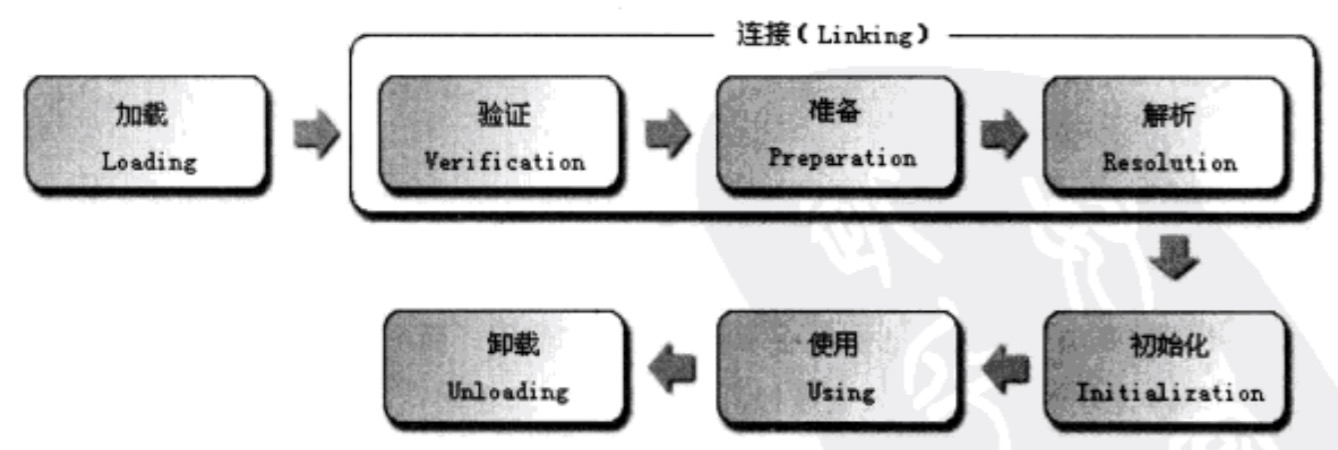 连接（Linking）
加载
Loading
验证
Verification
准备
Preparation
解析
Resolution
初始化
Initialization
使用
Using
卸载
Unloading